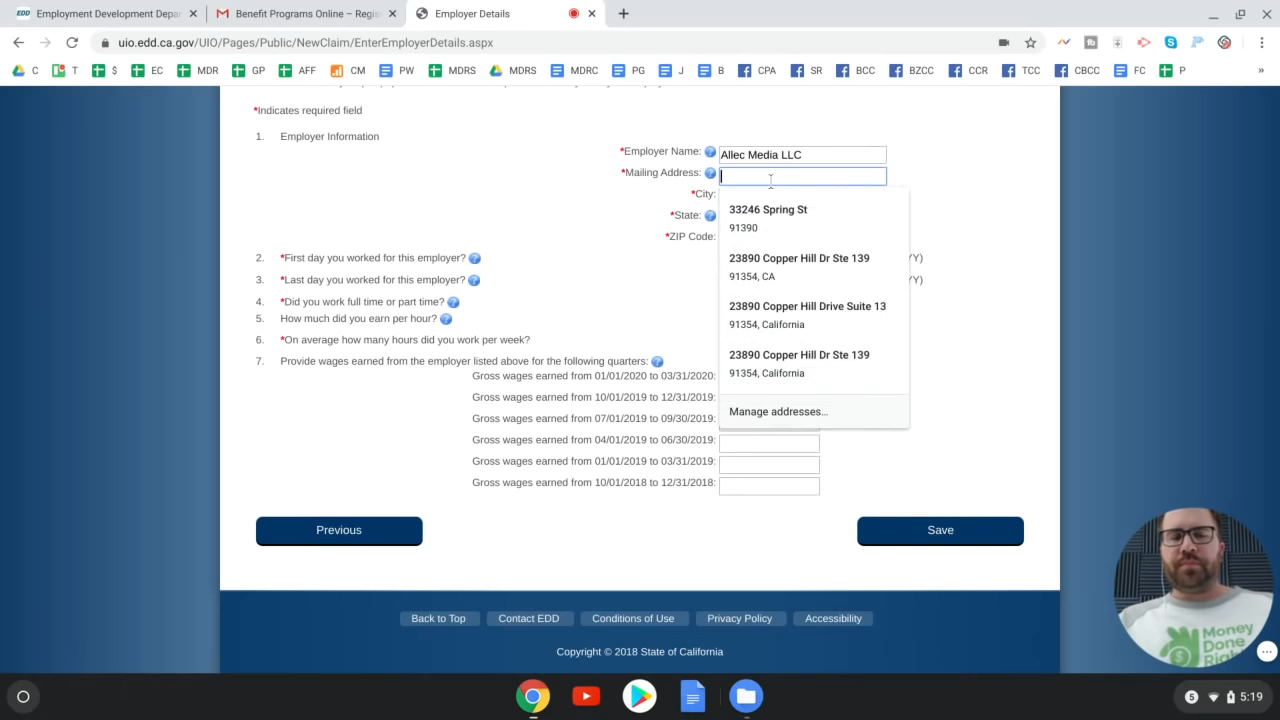 EDD Employment Development Depar
Benefit Programs Online – Regis
Employer Details
uio.edd.ca.gov/UIO/Pages/Public/NewClaim/EnterEmployerDetails.aspx
C T $ EC MDR GP AFF CM PW MDRS MDRS MDRC PG J B CPA SR BCC BZCC CCR TCC CBCC FC P »
*Indicates required field
1. Employer Information
*Employer Name: ? Allec Media LLC
*Mailing Address: ?
*City:
33246 Spring St
*State: ?
91390
*ZIP Code:
2. *First day you worked for this employer? ? YY)
23890 Copper Hill Dr Ste 139
91354, CA
3. *Last day you worked for this employer? ? YY)
4. *Did you work full time or part time? ?
23890 Copper Hill Drive Suite 13
5. How much did you earn per hour? ?
91354, California
6. *On average how many hours did you work per week?
23890 Copper Hill Dr Ste 139
7. Provide wages earned from the employer listed above for the following quarters: ?
91354, California
Gross wages earned from 01/01/2020 to 03/31/2020:
Gross wages earned from 10/01/2019 to 12/31/2019:
Manage addresses...
Gross wages earned from 07/01/2019 to 09/30/2019:
Gross wages earned from 04/01/2019 to 06/30/2019:
Gross wages earned from 01/01/2019 to 03/31/2019:
Gross wages earned from 10/01/2018 to 12/31/2018:
Previous
Save
Back to Top
Contact EDD
Conditions of Use
Privacy Policy
Accessibility
Copyright © 2018 State of California
Money
Done
Right
5 5:19